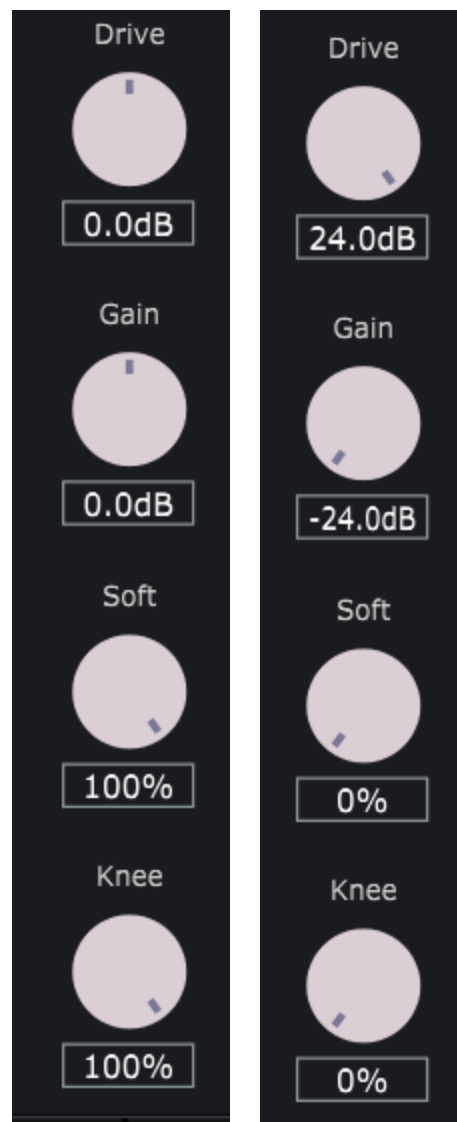 Drive
0.0dB
Gain
0.0dB
Soft
100%
Knee
100%
Drive
24.0dB
Gain
-24.0dB
Soft
0%
Knee
0%